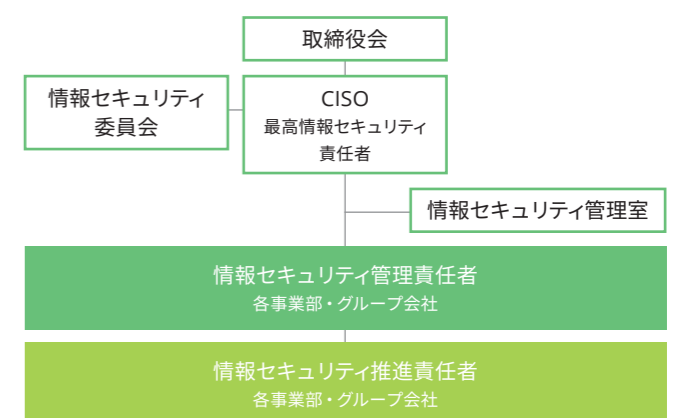 取締役会
情報セキュリティ
委員会
CISO
最高情報セキュリティ
責任者
情報セキュリティ管理室
情報セキュリティ管理責任者
各事業部・グループ会社
情報セキュリティ推進責任者
各事業部・グループ会社